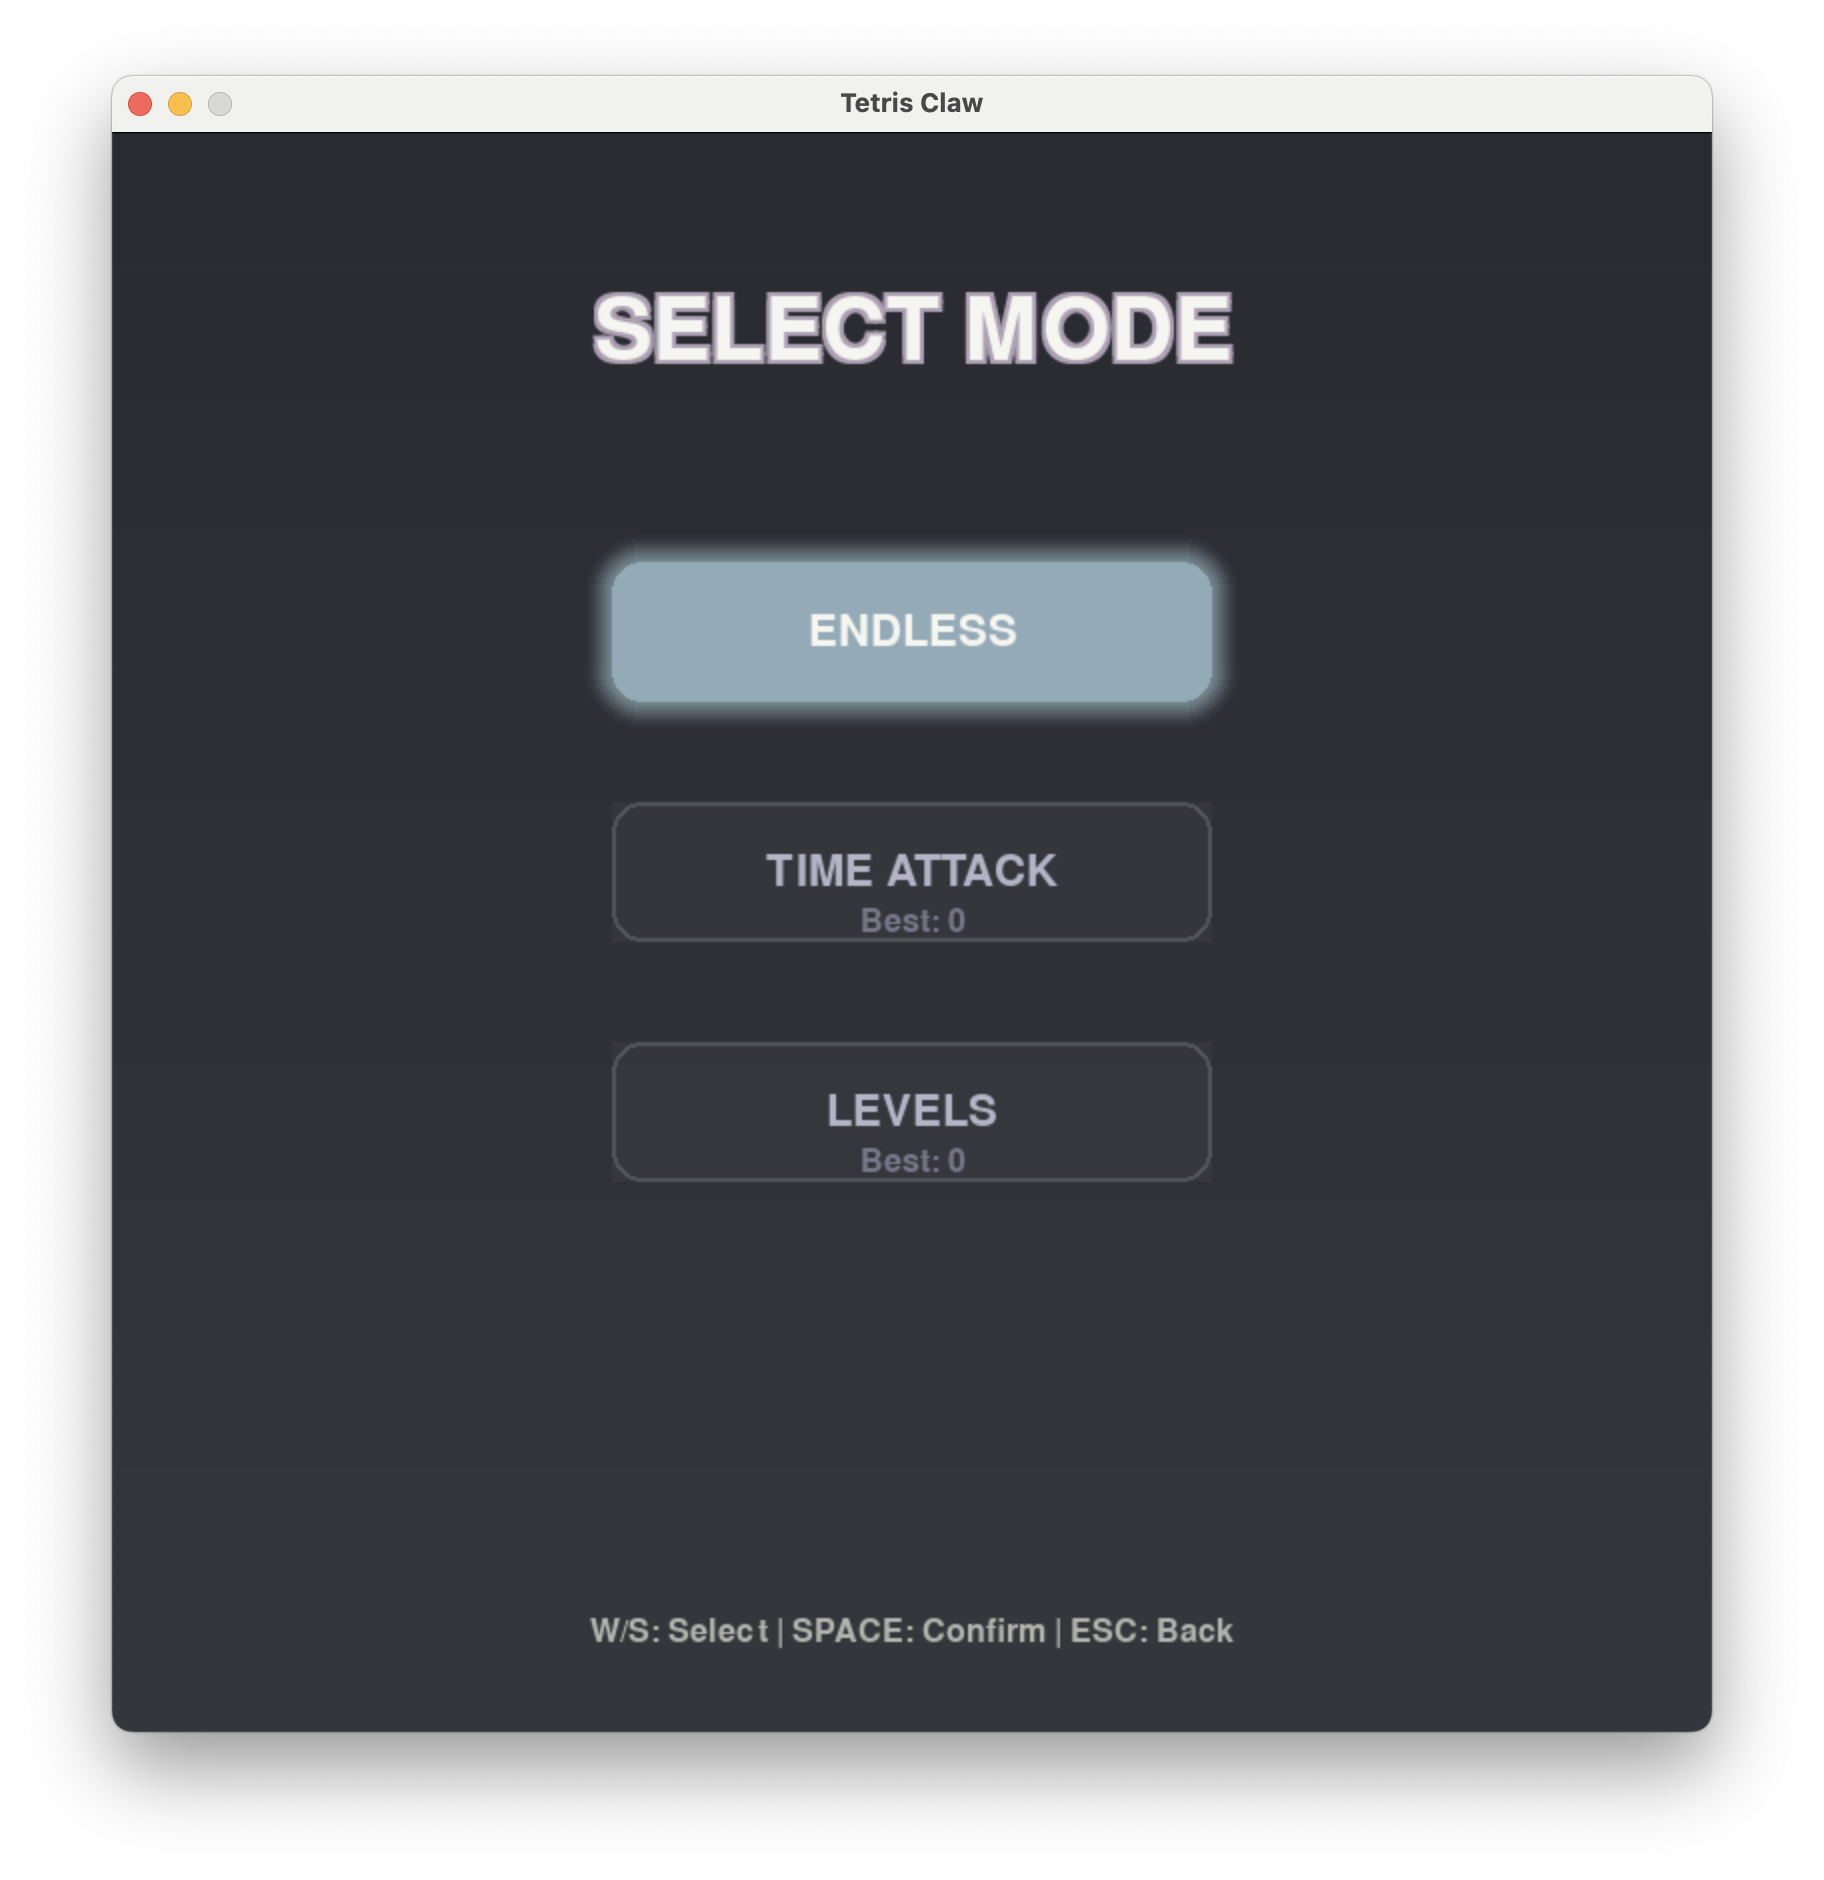 Tetris Claw
SELECT MODE
ENDLESS
TIME ATTACK
Best: 0
LEVELS
Best: 0
W/S: Select | SPACE: Confirm | ESC: Back